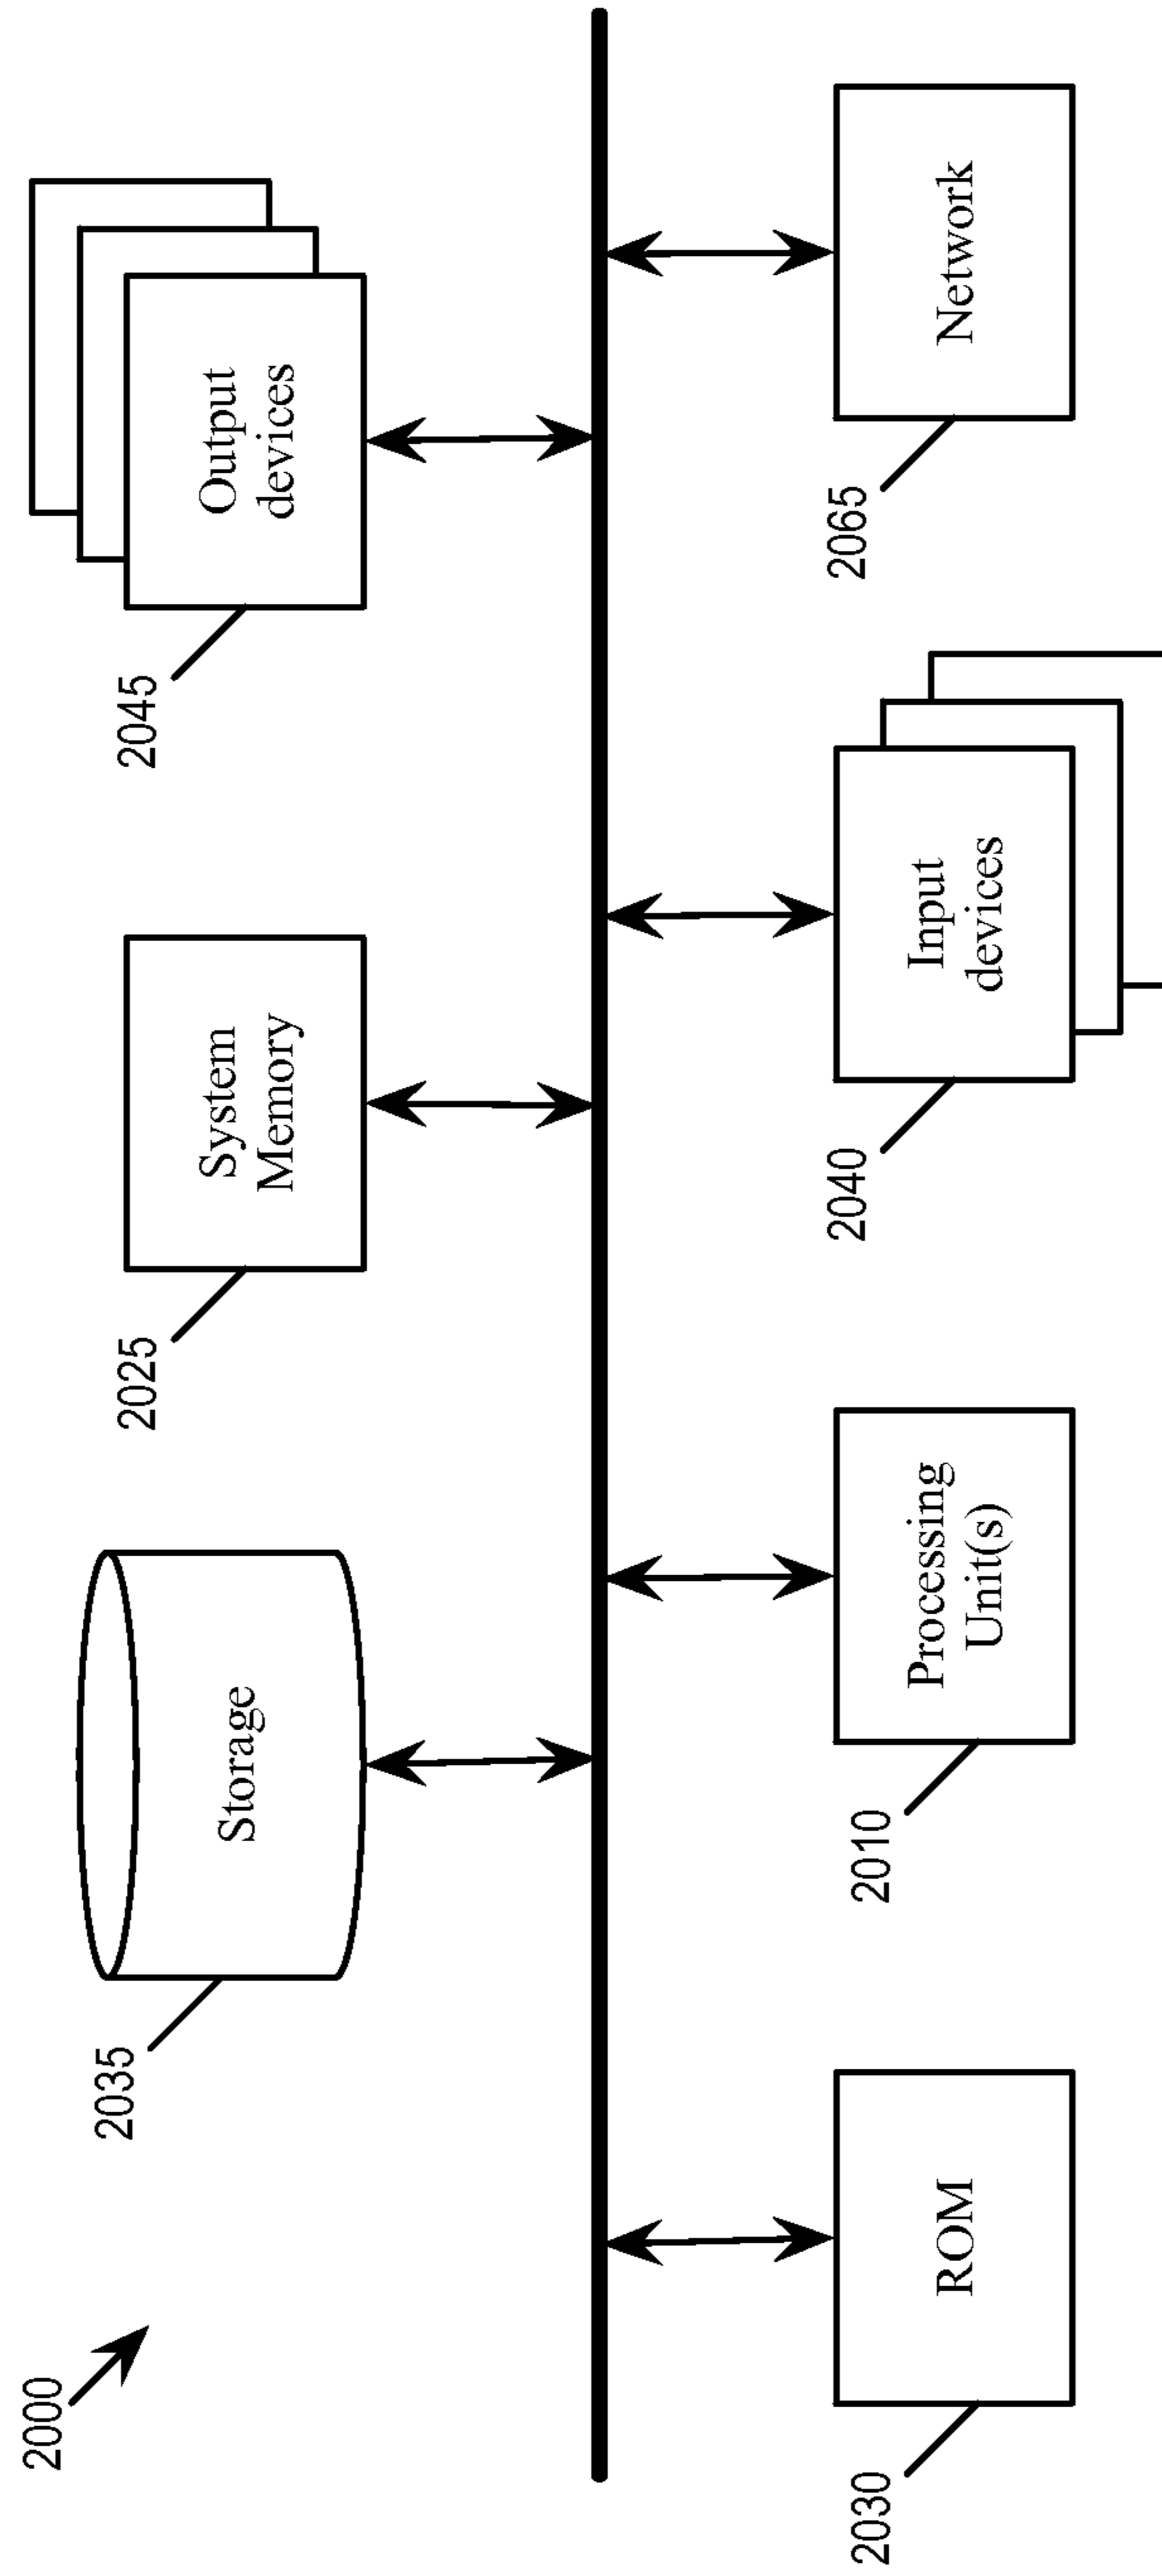 2000
2035
Storage
2025
System
Memory
2045
Output
devices
2030
ROM
2010
Processing
Unit(s)
2040
Input
devices
2065
Network